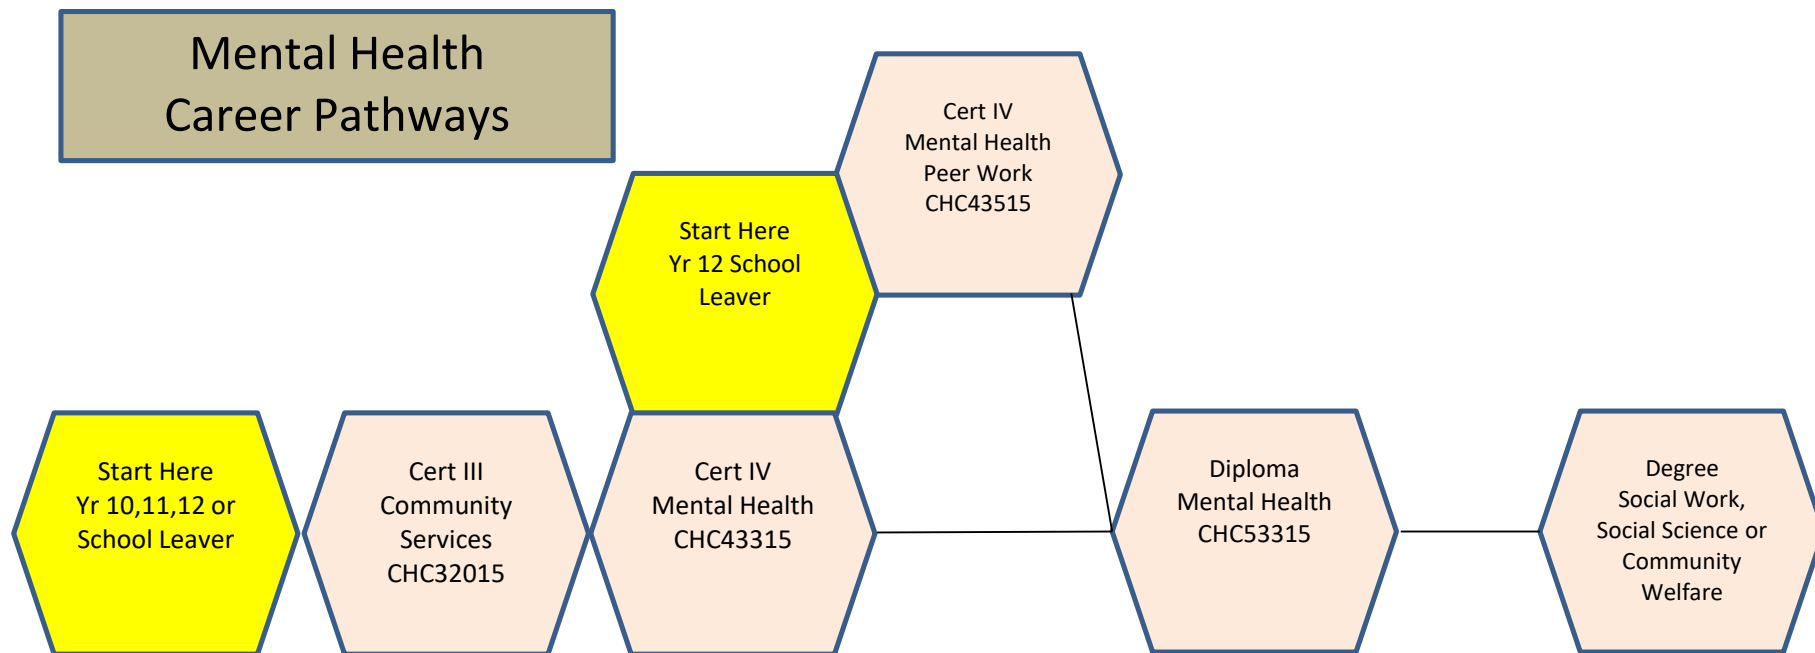 Mental Health
Career Pathways
Cert IV
Mental Health
Peer Work
CHC43515
Start Here
Yr 12 School
Leaver
Start Here
Yr 10,11,12 or
School Leaver
Cert III
Community
Services
CHC32015
Cert IV
Mental Health
CHC43315
Diploma
Mental Health
CHC53315
Degree
Social Work,
Social Science or
Community
Welfare